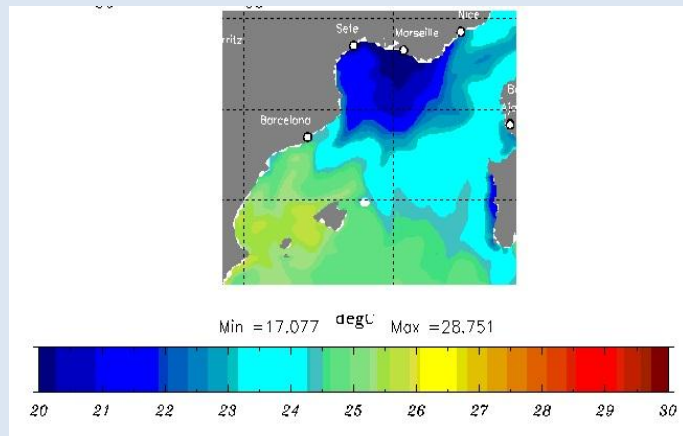 Nice
Sete
Marseille
rritz
Barcelona
Min =17.077 degC Max =28.751
20 21 22 23 24 25 26 27 28 29 30